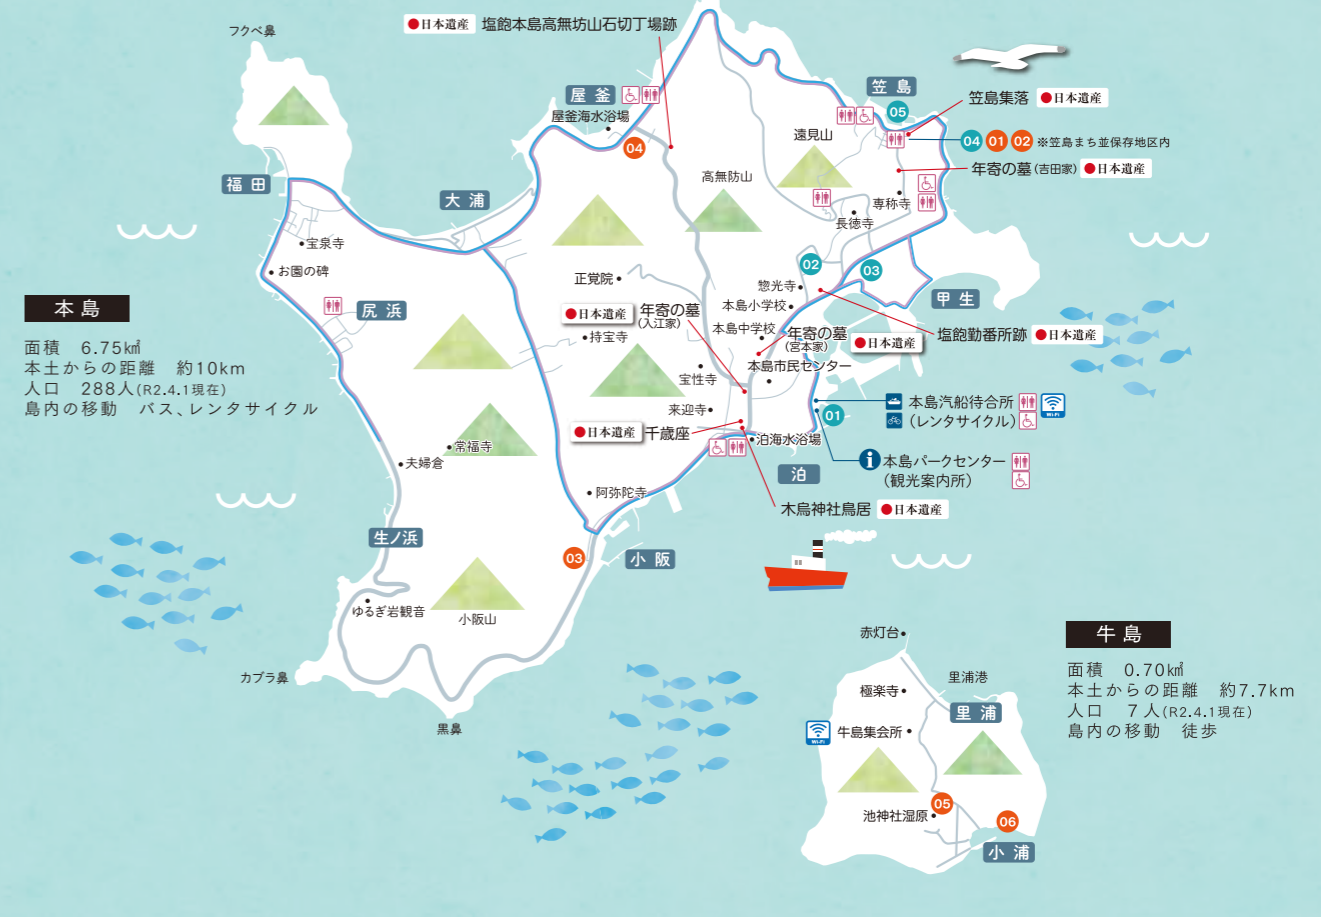 フクベ鼻
●日本遺産 塩飽本島高無坊山石切丁場跡
屋釜
屋釜海水浴場
04
笠島
05
笠島集落 ●日本遺産
04 01 02 ※笠島まち並保存地区内
遠見山
年寄の墓(吉田家) ●日本遺産
高無防山
専称寺
長徳寺
福田
大浦
宝泉寺
お園の碑
尻浜
正覚院
02
03
惣光寺
甲生
本島小学校
●日本遺産 年寄の墓
(入江家)
本島中学校
塩飽勤番所跡 ●日本遺産
年寄の墓
(宮本家)
●日本遺産
持宝寺
本島市民センター
宝性寺
来迎寺
本島汽船待合所 Wi-Fi
(レンタサイクル)
01
●日本遺産 千歳座
泊海水浴場
i 本島パークセンター
(観光案内所)
泊
常福寺
夫婦倉
阿弥陀寺
木烏神社鳥居 ●日本遺産
生ノ浜
03
小阪
ゆるぎ岩観音
小阪山
カブラ鼻
黒鼻
本島
面積 6.75㎢
本土からの距離 約10km
人口 288人(R2.4.1現在)
島内の移動 バス、レンタサイクル
赤灯台
里浦港
極楽寺
里浦
Wi-Fi 牛島集会所
05
池神社湿原
06
小浦
牛島
面積 0.70㎢
本土からの距離 約7.7km
人口 7人(R2.4.1現在)
島内の移動 徒歩